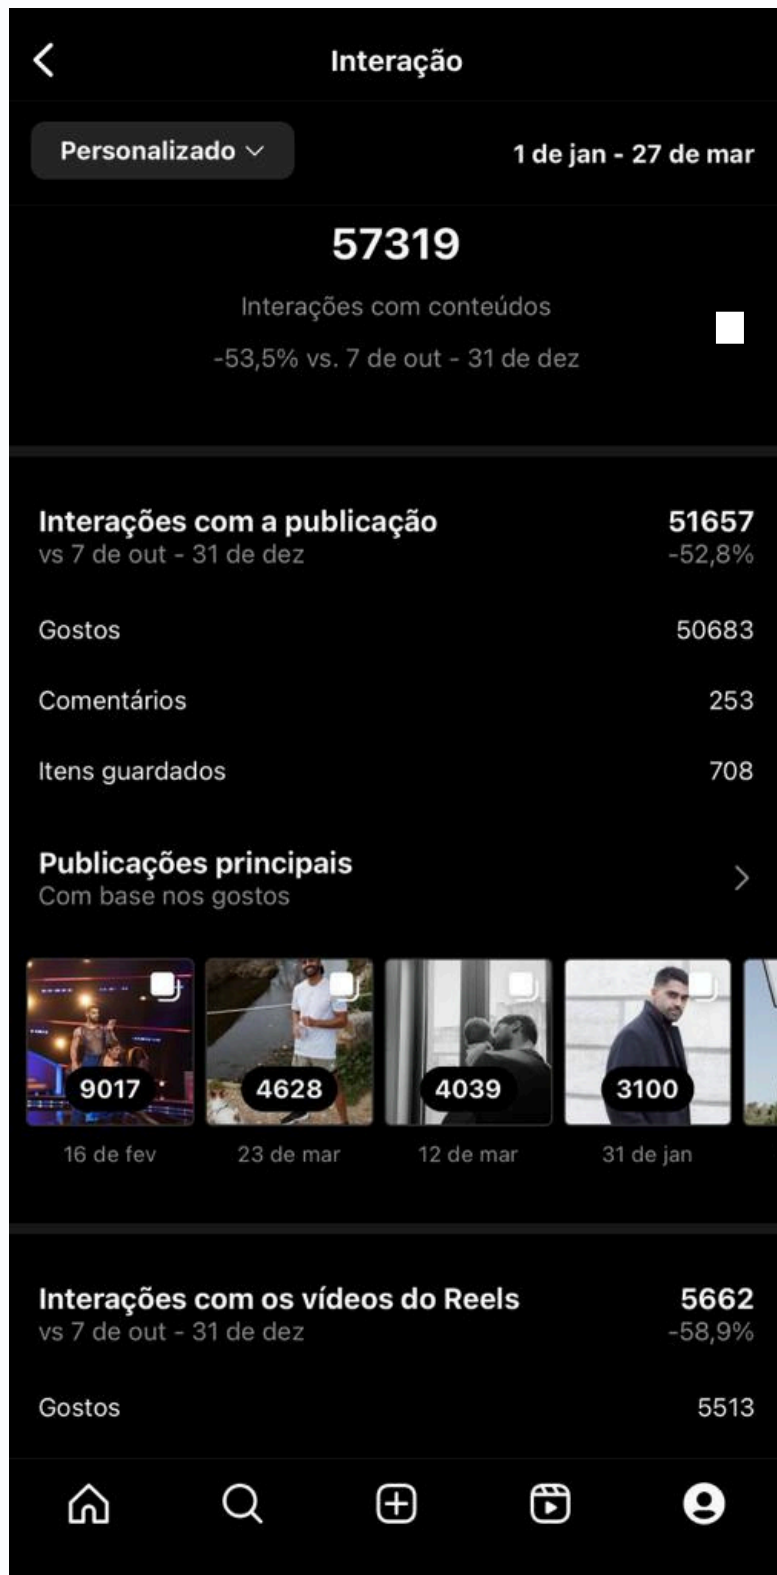 Interação
Personalizado
1 de jan - 27 de mar
57319
Interações com conteúdos
-53,5% vs. 7 de out - 31 de dez
Interações com a publicação 51657
vs 7 de out - 31 de dez -52,8%
Gostos 50683
Comentários 253
Itens guardados 708
Publicações principais
Com base nos gostos
9017 4628 4039 3100
16 de fev 23 de mar 12 de mar 31 de jan
Interações com os vídeos do Reels 5662
vs 7 de out - 31 de dez -58,9%
Gostos 5513